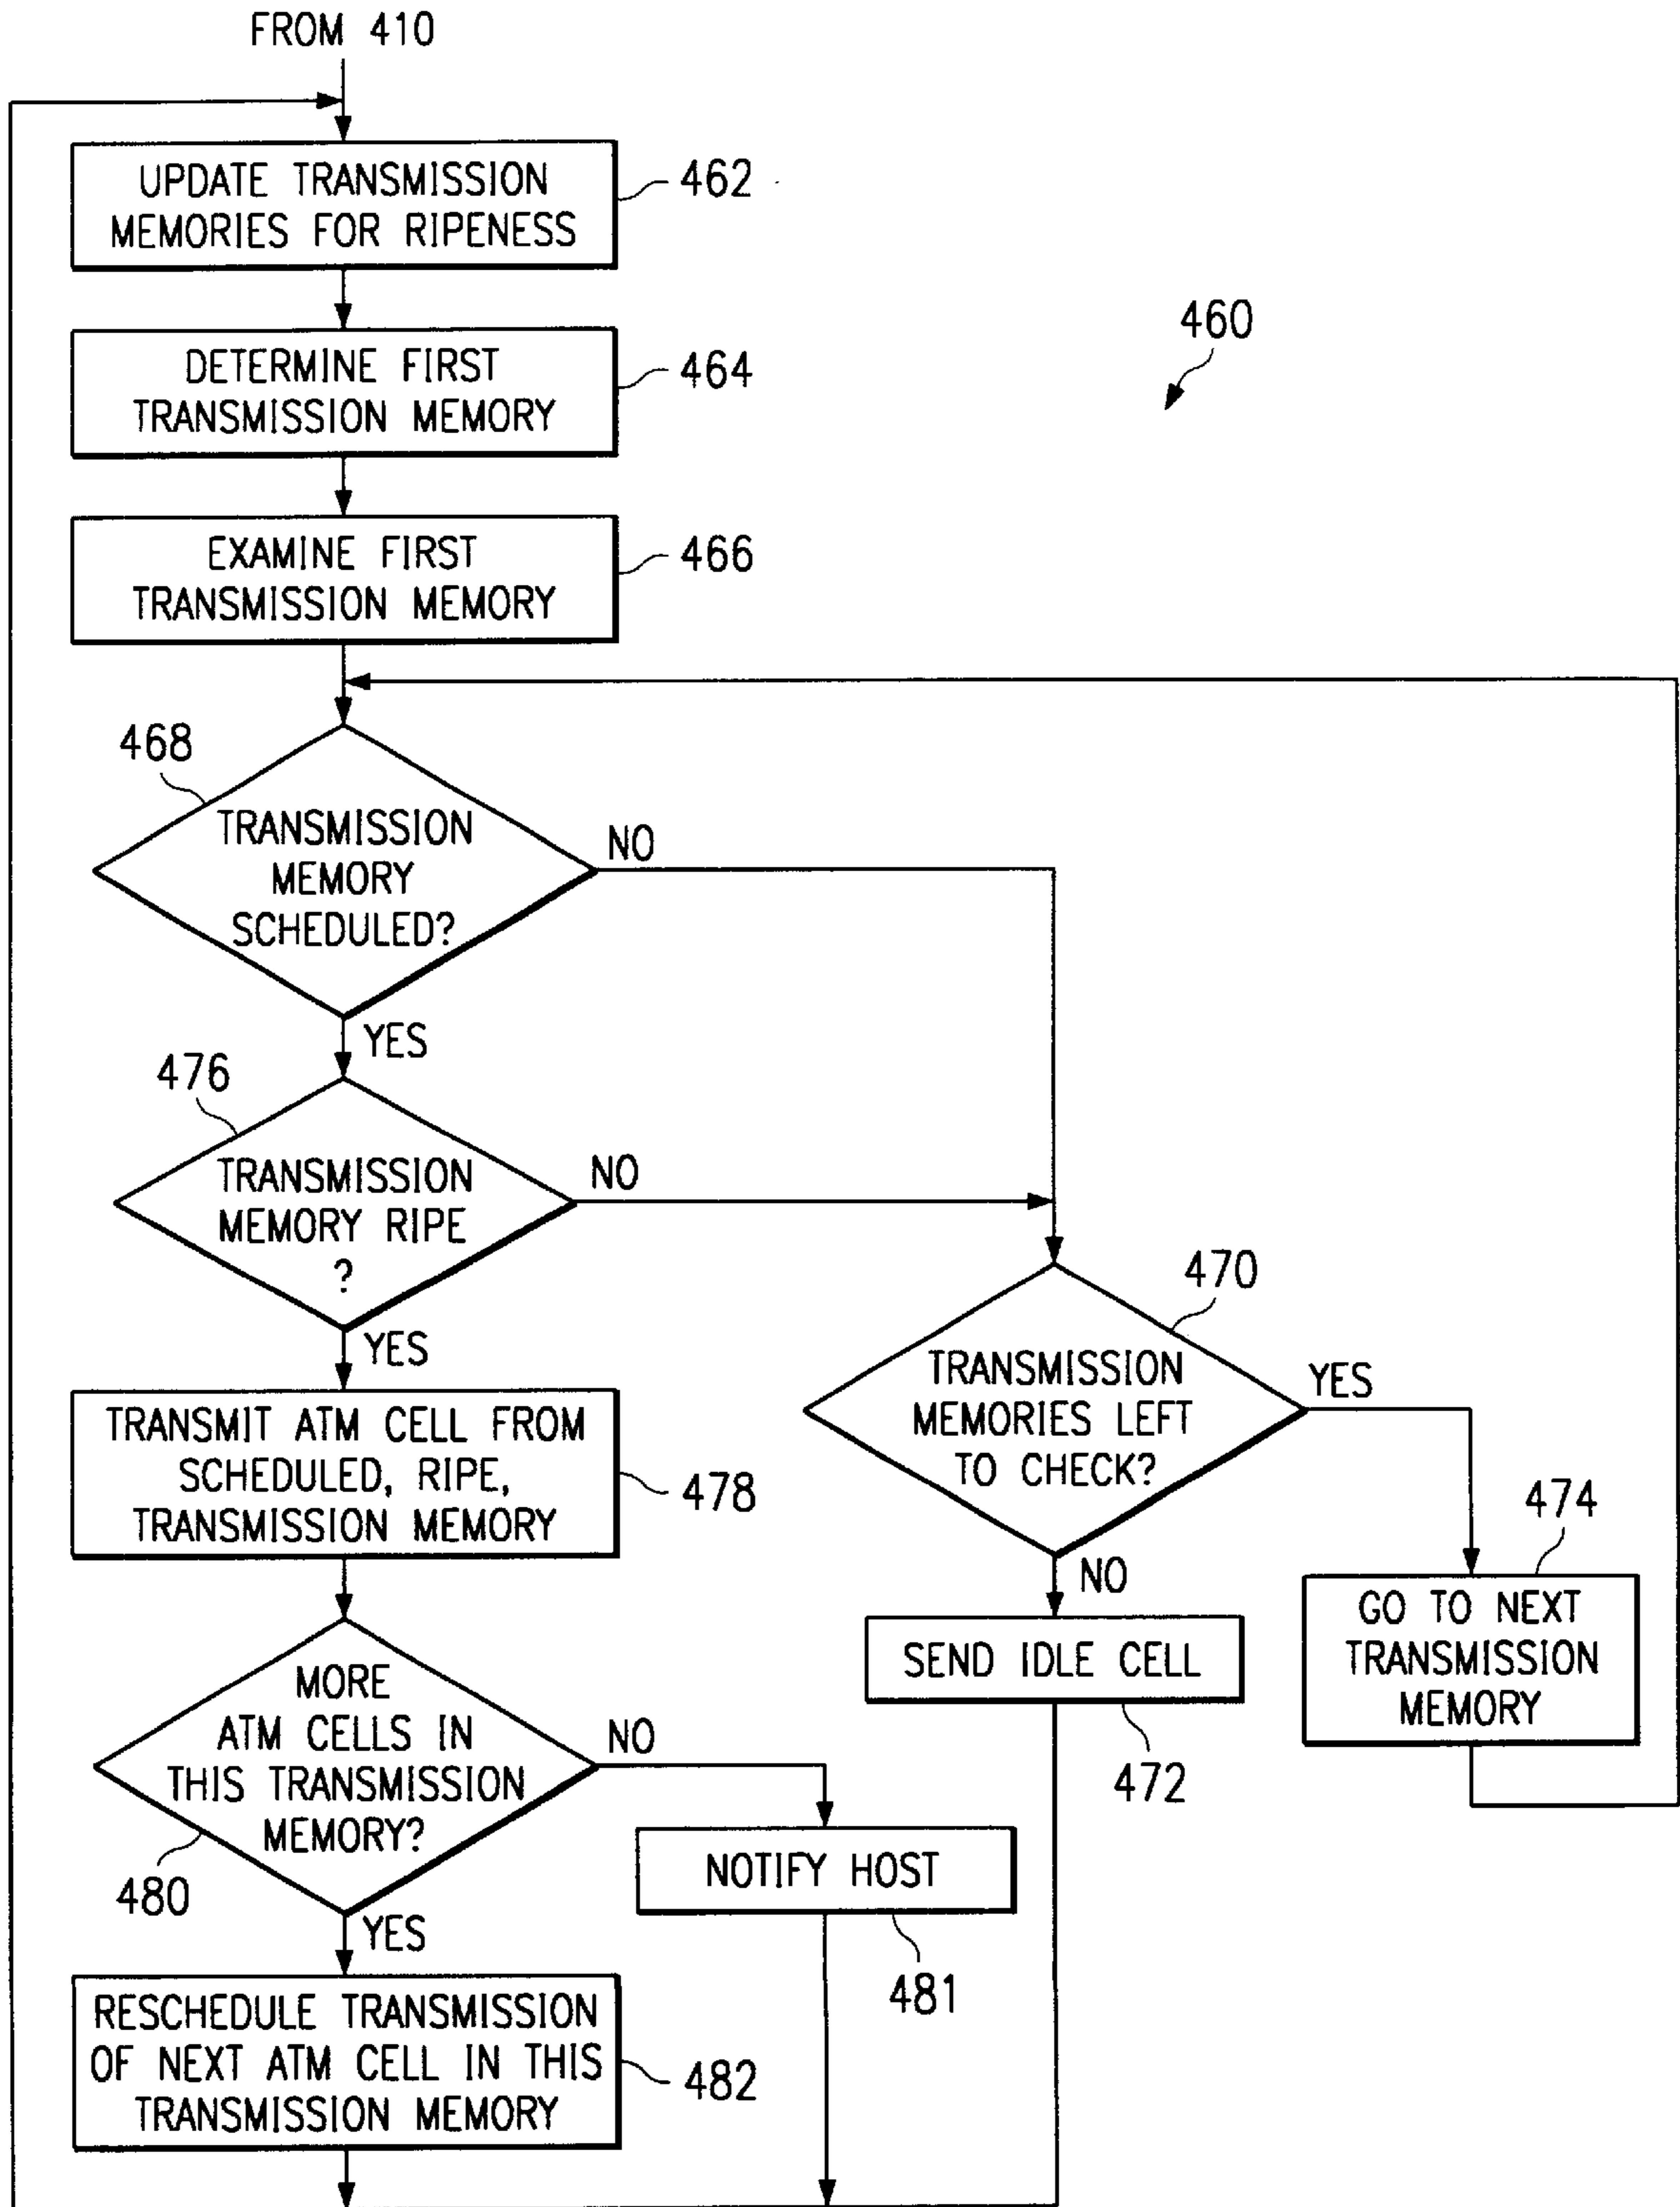 FROM 410
UPDATE TRANSMISSION
MEMORIES FOR RIPENESS
462
DETERMINE FIRST
TRANSMISSION MEMORY
464
460
EXAMINE FIRST
TRANSMISSION MEMORY
466
468
TRANSMISSION
MEMORY
SCHEDULED?
NO
YES
476
TRANSMISSION
MEMORY RIPE
?
NO
YES
470
TRANSMISSION
MEMORIES LEFT
TO CHECK?
YES
NO
474
GO TO NEXT
TRANSMISSION
MEMORY
SEND IDLE CELL
472
TRANSMIT ATM CELL FROM
SCHEDULED, RIPE,
TRANSMISSION MEMORY
478
MORE
ATM CELLS IN
THIS TRANSMISSION
MEMORY?
480
NO
YES
NOTIFY HOST
481
RESCHEDULE TRANSMISSION
OF NEXT ATM CELL IN THIS
TRANSMISSION MEMORY
482